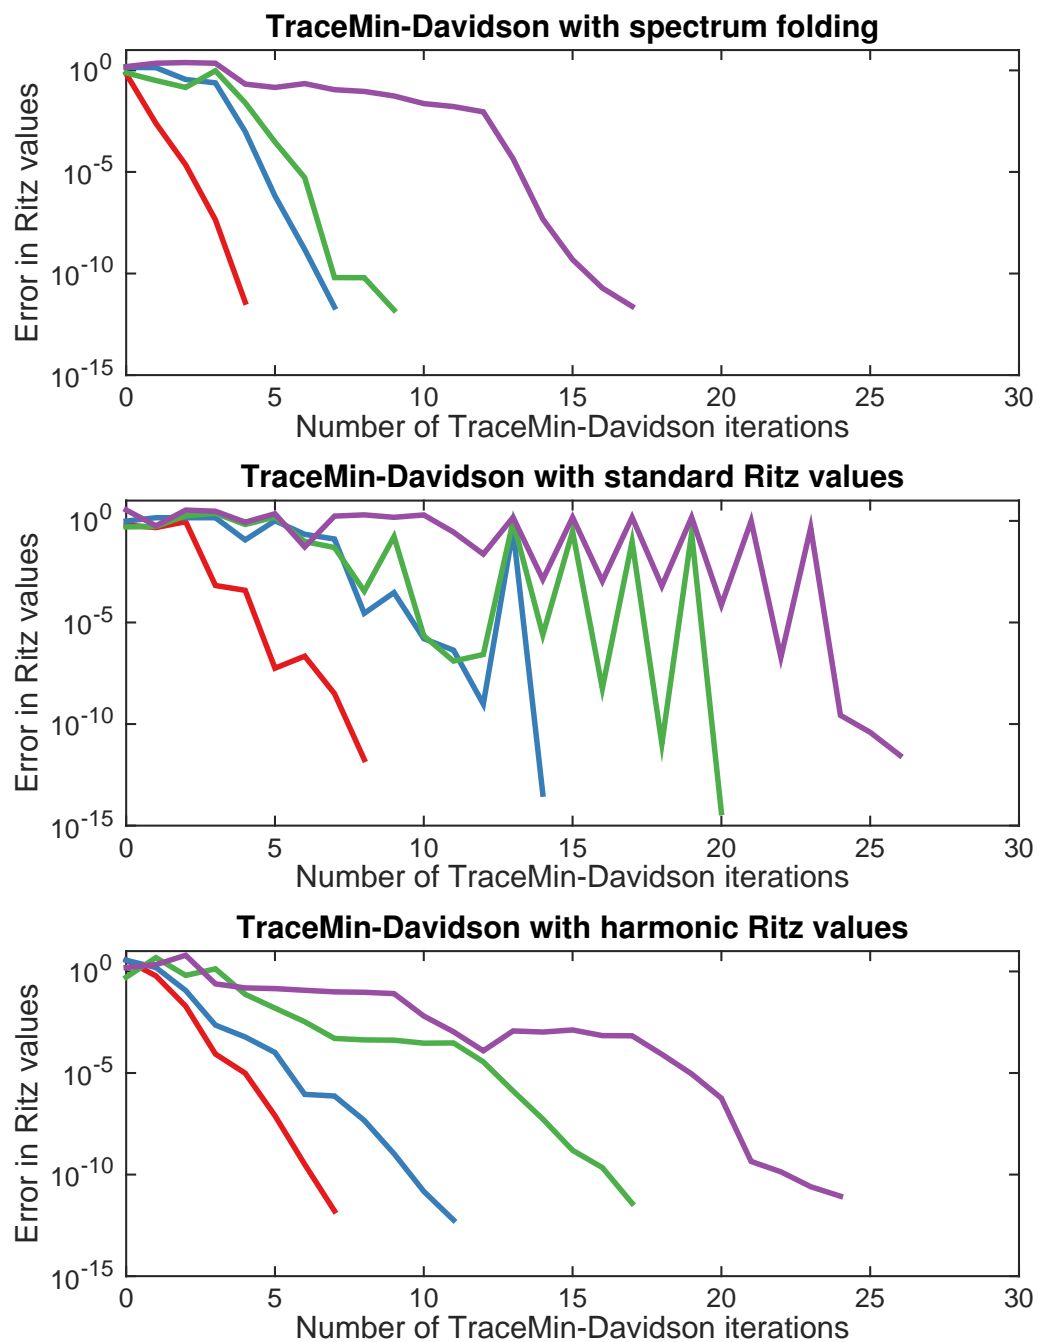 TraceMin-Davidson with spectrum folding
10^0
10^-5
10^-10
10^-15
Error in Ritz values
0 5 10 15 20 25 30
Number of TraceMin-Davidson iterations
TraceMin-Davidson with standard Ritz values
10^0
10^-5
10^-10
10^-15
Error in Ritz values
0 5 10 15 20 25 30
Number of TraceMin-Davidson iterations
TraceMin-Davidson with harmonic Ritz values
10^0
10^-5
10^-10
10^-15
Error in Ritz values
0 5 10 15 20 25 30
Number of TraceMin-Davidson iterations